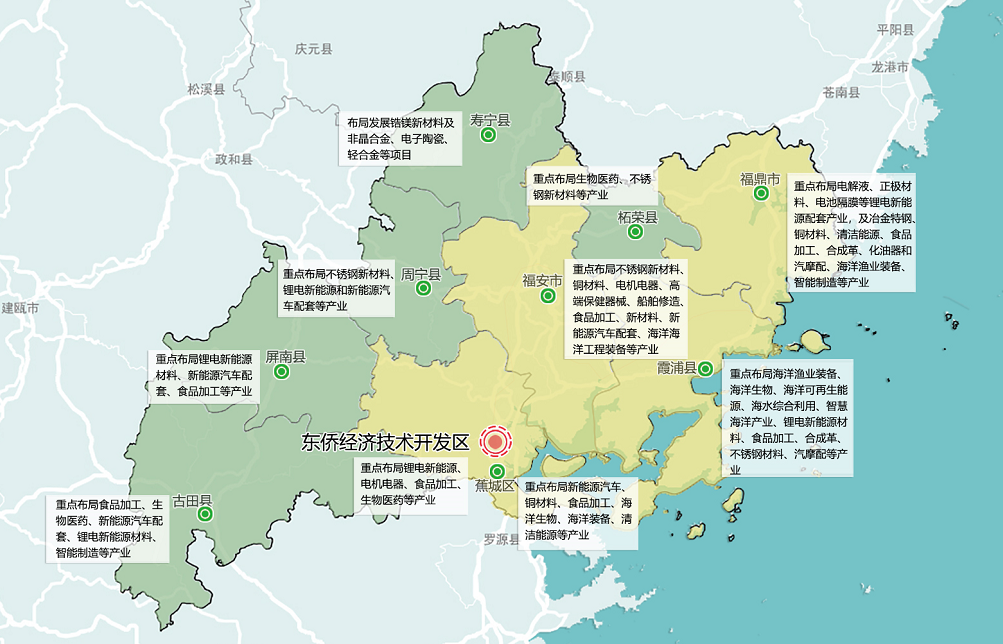 平阳县
庆元县
龙港市
泰顺县
松溪县
苍南县
布局发展锆镁新材料及
非晶合金、电子陶瓷、
轻合金等项目
寿宁县
政和县
重点布局生物医药、不锈
钢新材料等产业
福鼎市
重点布局电解液、正极材
料、电池隔膜等锂电新能
源配套产业，及冶金特钢、
铜材料、清洁能源、食品
加工、合成革、化油器和
汽摩配、海洋渔业装备、
智能制造等产业
柘荣县
重点布局不锈钢新材料、
锂电新能源和新能源汽
车配套等产业
周宁县
福安市
重点布局不锈钢新材料、
铜材料、电机电器、高
端保健器械、船舶修造、
食品加工、新材料、新
能源汽车配套、海洋海
洋工程装备等产业
建瓯市
重点布局锂电新能源
材料、新能源汽车配
套、食品加工等产业
屏南县
霞浦县
重点布局海洋渔业装备、
海洋生物、海洋可再生能
源、海水综合利用、智慧
海洋产业、锂电新能源材
料、食品加工、合成革、
不锈钢材料、汽摩配等产
业
东侨经济技术开发区
重点布局锂电新能源、
电机电器、食品加工、
生物医药等产业
蕉城区
重点布局新能源汽车、
铜材料、食品加工、海
洋生物、海洋装备、清
洁能源等产业
古田县
重点布局食品加工、生
物医药、新能源汽车配
套、锂电新能源材料、
智能制造等产业
罗源县